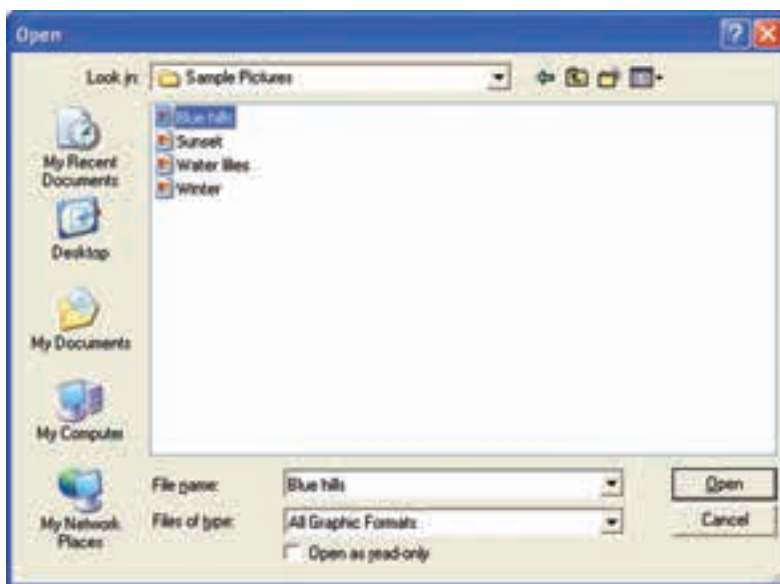 Open
Look in: Sample Pictures
Blue hills
Sunset
Water lilies
Winter
My Recent
Documents
Desktop
My Documents
My Computer
My Network
Places
File name: Blue hills
Files of type: All Graphic Formats
Open as read-only
Open
Cancel